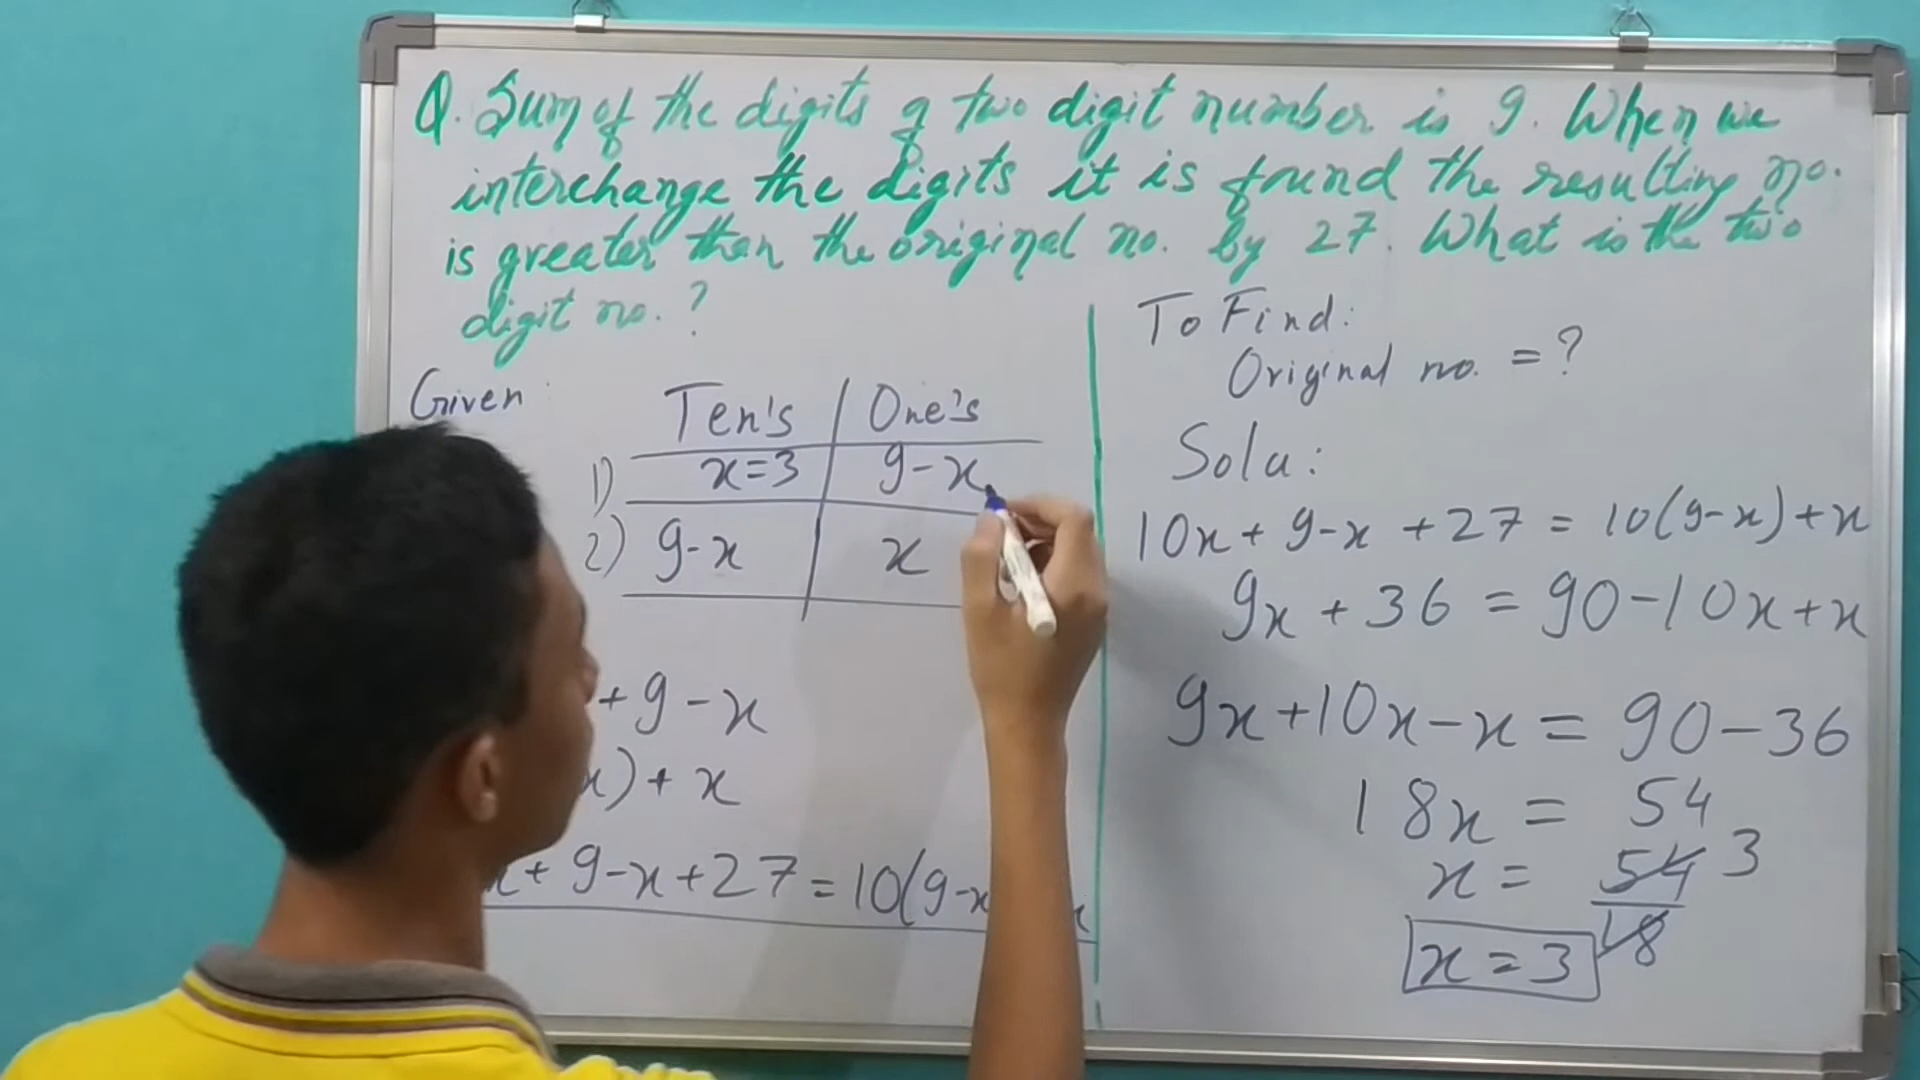 Q. Sum of the digits of two digit number is 9. When we
interchange the digits it is found the resulting no.
is greater than the original no. by 27. What is the two
digit no.?
Given :
Ten's One's
1) x=3 9-x
2) 9-x x
+9-x
x)+x
x+9-x+27=10(9-x
To Find:
Original no. = ?
Solu:
10x+9-x+27=10(9-x)+x
9x+36=90-10x+x
9x+10x-x=90-36
18x=54
x= 54 3
18
x=3